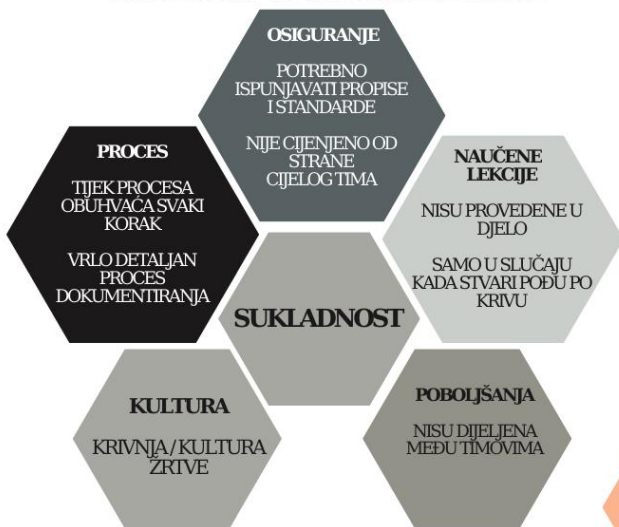 OSIGURANJE
POTREBNO
ISPUNJAVATI PROPISE
I STANDARDE
NIJE CIJENJENO OD
STRANE
CIJELOG TIMA
PROCES
TIJEK PROCESA
OBUHVAĆA SVAKI
KORAK
VRLO DETALJAN
PROCES
DOKUMENTIRANJA
NAUČENE
LEKCIJE
NISU PROVEDENE U
DJELO
SAMO U SLUČAJU
KADA STVARI POĐU PO
KRIVU
SUKLADNOST
KULTURA
KRIVNJA/KULTURA
ŽRTVE
POBOLJŠANJA
NISU DIJELJENA
MEĐU TIMOVIMA